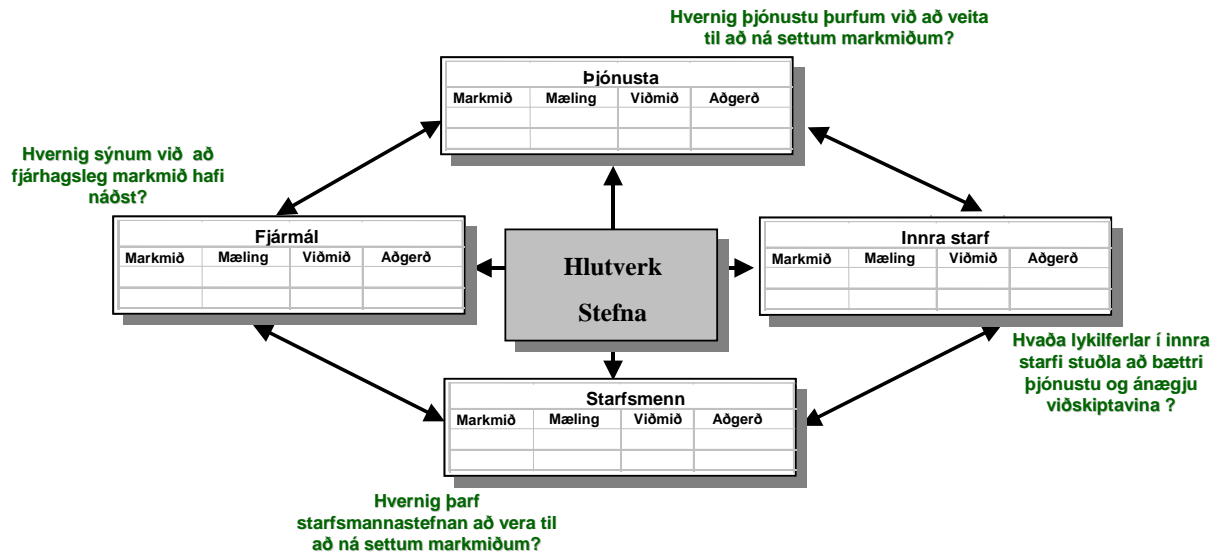 Hvernig þjónustu þurfum við að veita
til að ná settum markmiðum?
Þjónusta
Markmið Mæling Viðmið Aðgerð
Hvernig sýnum við að
fjárhagsleg markmið hafi
náðst?
Fjármál
Markmið Mæling Viðmið Aðgerð
Hlutverk
Stefna
Innra starf
Markmið Mæling Viðmið Aðgerð
Hvaða lykilferlar í innra
starfi stuðla að bættri
þjónustu og ánægju
viðskiptavina ?
Starfsmenn
Markmið Mæling Viðmið Aðgerð
Hvernig þarf
starfsmannastefnan að vera til
að ná settum markmiðum?